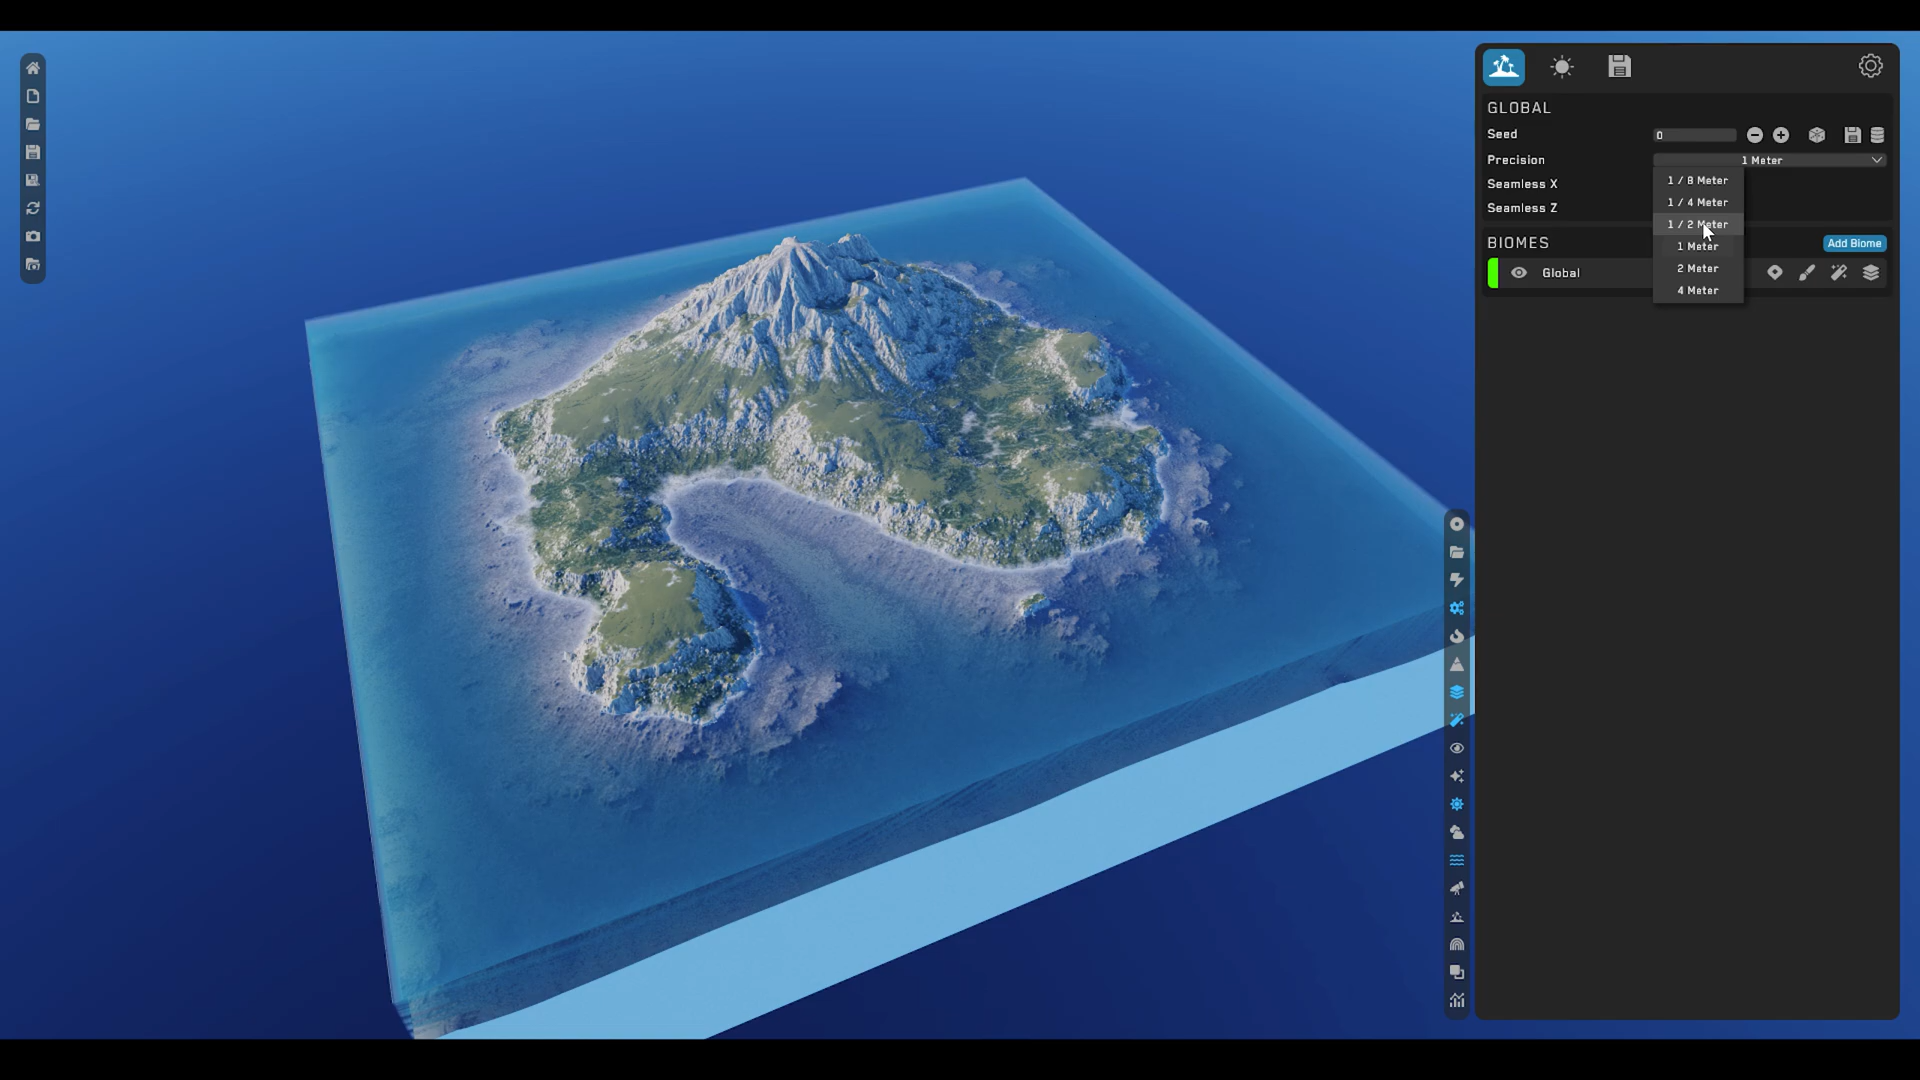 GLOBAL
Seed 0
Precision 1 Meter
Seamless X
Seamless Z
1 / 8 Meter
1 / 4 Meter
1 / 2 Meter
1 Meter
2 Meter
4 Meter
BIOMES Add Biome
Global